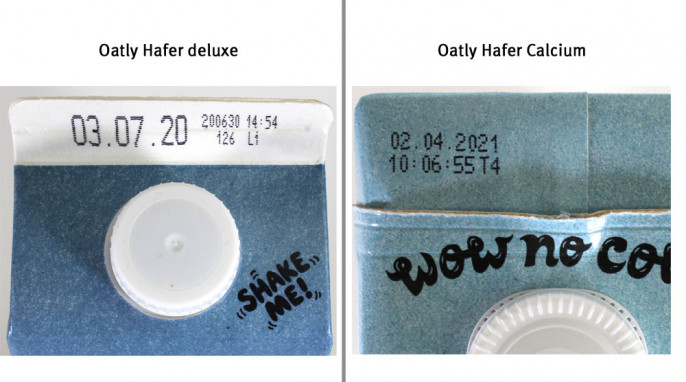 Oatly Hafer deluxe
03.07.20 200630 14:54
126 Li
SHAKE
ME!
Oatly Hafer Calcium
02.04.2021
10:06:55T4
wow no